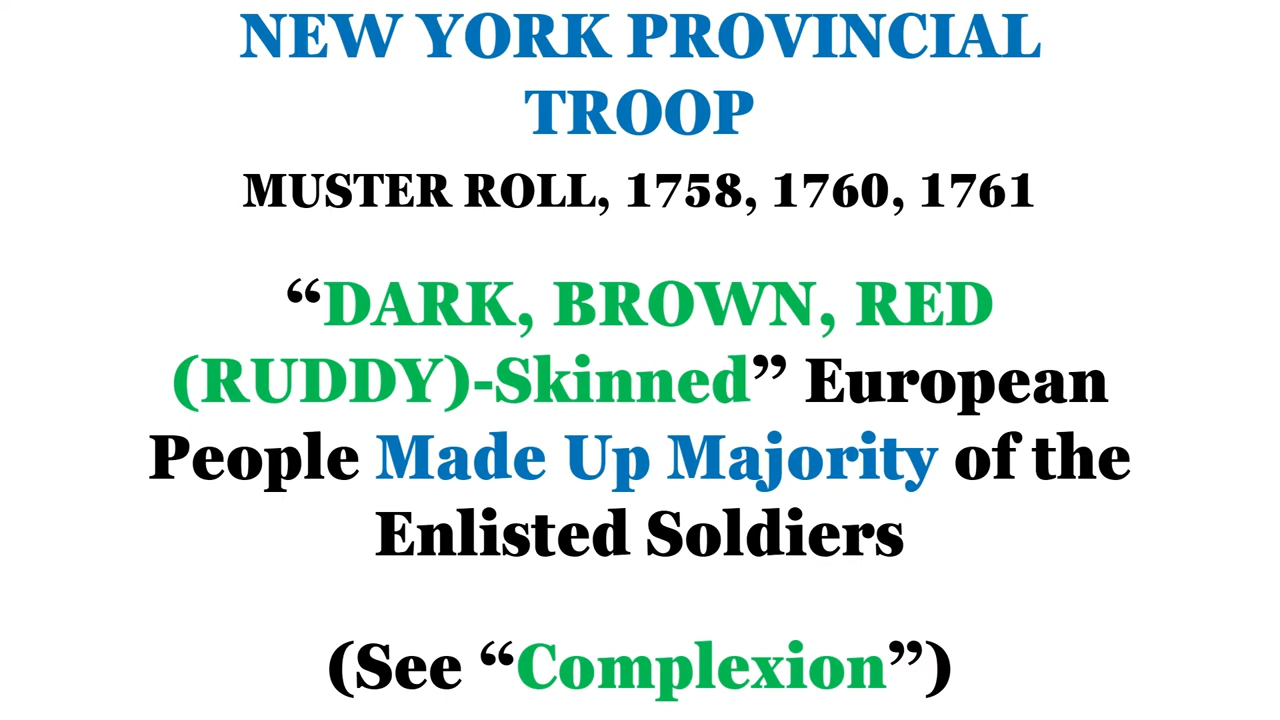 NEW YORK PROVINCIAL
TROOP
MUSTER ROLL, 1758, 1760, 1761
“DARK, BROWN, RED
(RUDDY)-Skinned” European
People Made Up Majority of the
Enlisted Soldiers
(See “Complexion”)